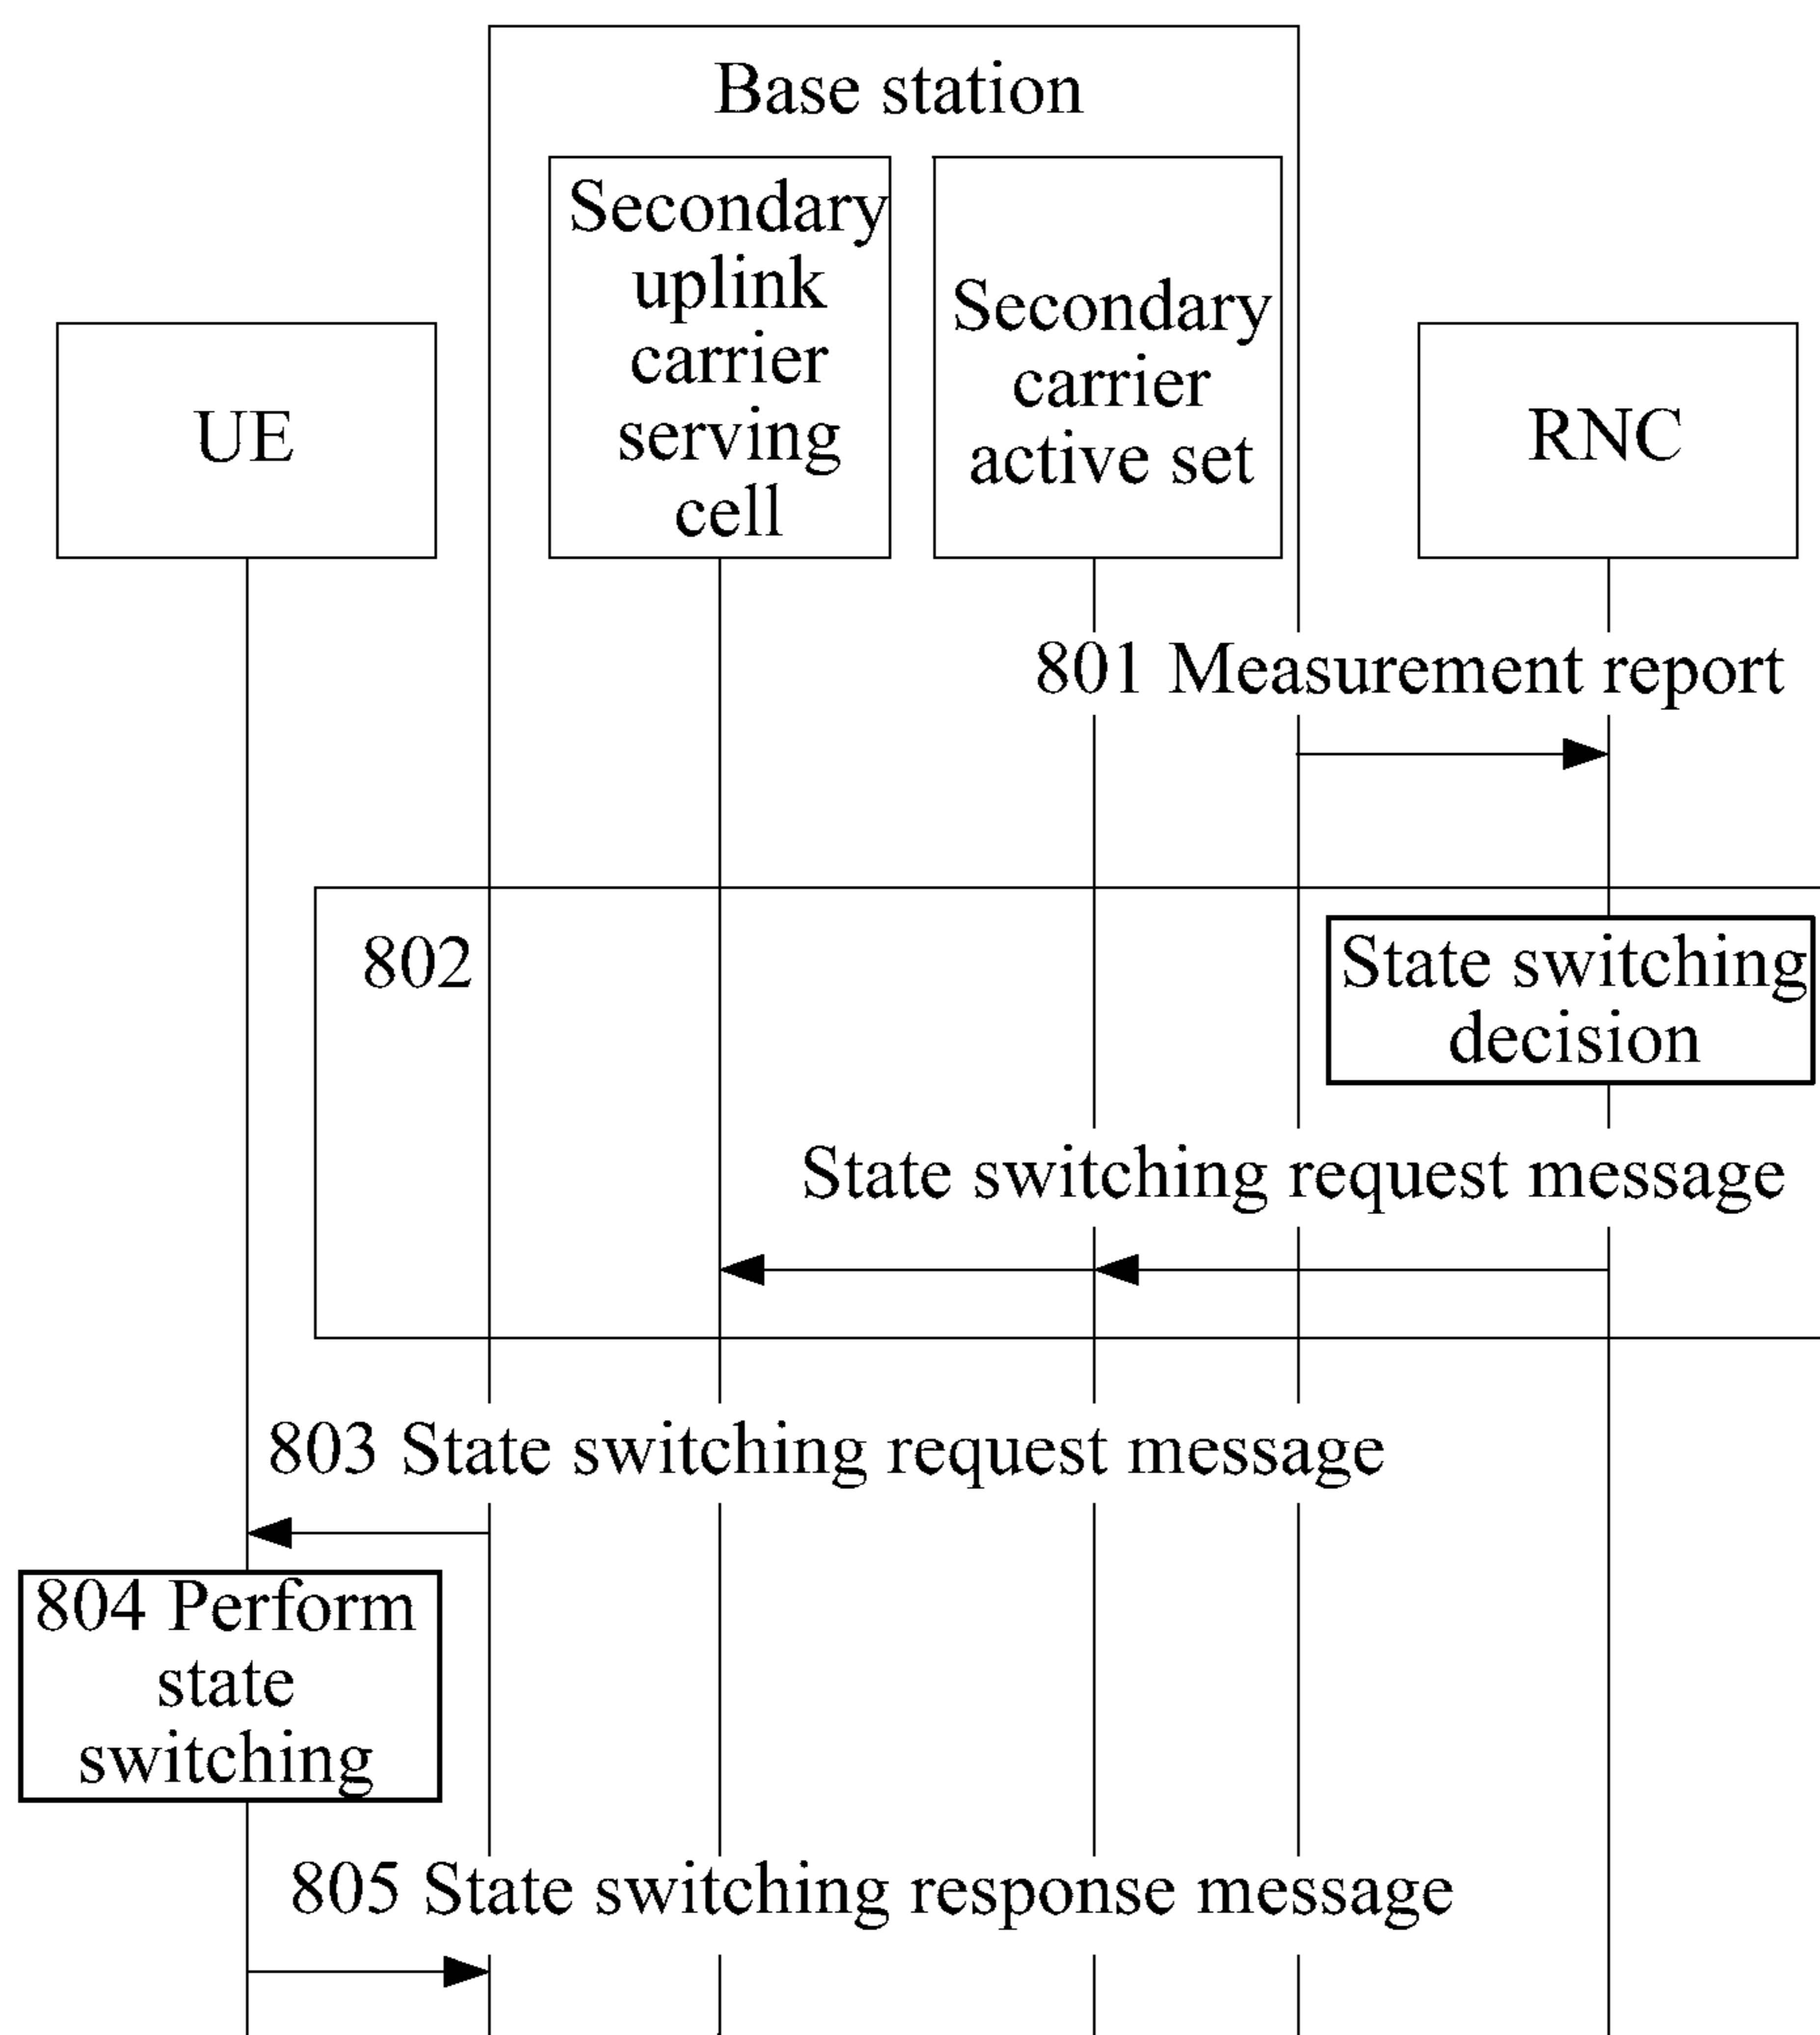 Base station
UE
Secondary
uplink
carrier
serving
cell
Secondary
carrier
active set
RNC
801 Measurement report
802
State switching
decision
State switching request message
803 State switching request message
804 Perform
state
switching
805 State switching response message